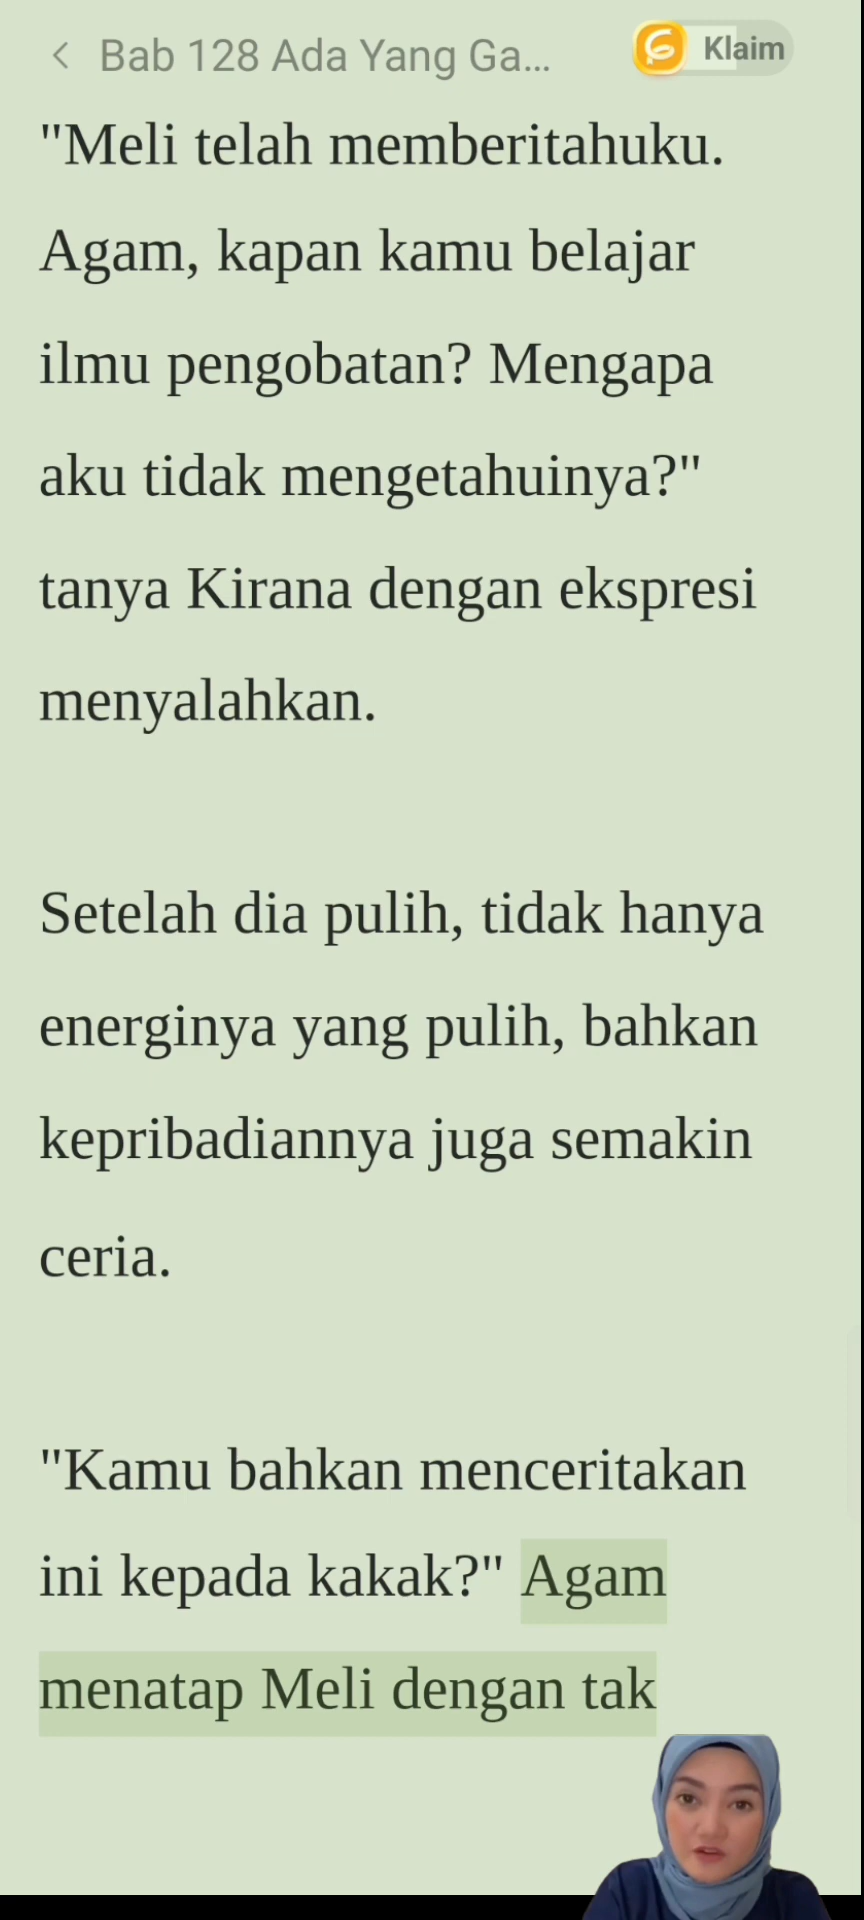 Bab 128 Ada Yang Ga...
Klaim
"Meli telah memberitahuku.
Agam, kapan kamu belajar
ilmu pengobatan? Mengapa
aku tidak mengetahuinya?"
tanya Kirana dengan ekspresi
menyalahkan.
Setelah dia pulih, tidak hanya
energinya yang pulih, bahkan
kepribadiannya juga semakin
ceria.
"Kamu bahkan menceritakan
ini kepada kakak?" Agam
menatap Meli dengan tak